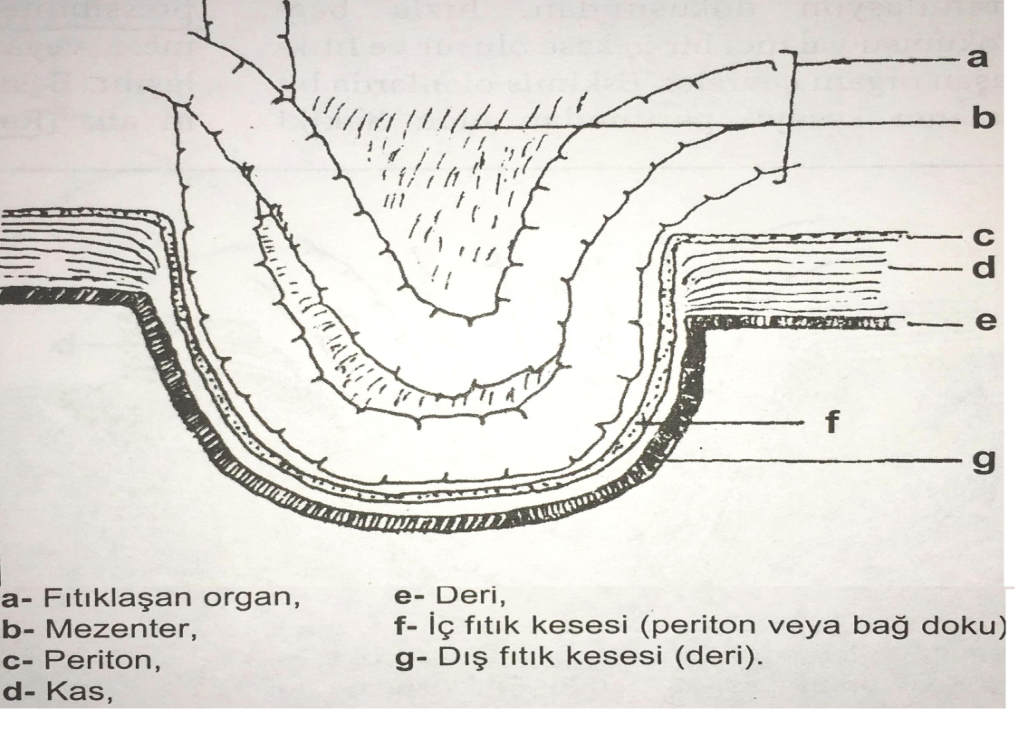 a
b
c
d
e
f
g
a- Fıtıklaşan organ,
b- Mezenter,
c- Periton,
d- Kas,
e- Deri,
f- İç fıtık kesesi (periton veya bağ doku)
g- Dış fıtık kesesi (deri).